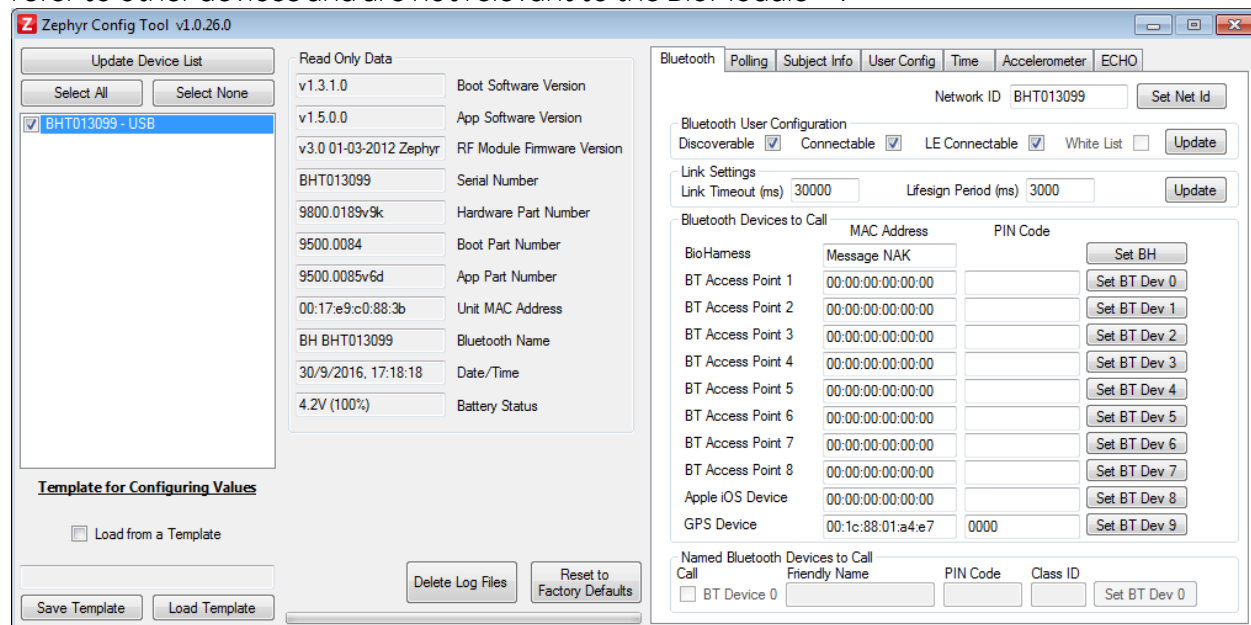 refer to other devices and are not relevant to the BioModule
Zephyr Config Tool v1.0.26.0
Update Device List
Select All Select None
BHT013099 - USB
Template for Configuring Values
Load from a Template
Save Template Load Template
Read Only Data
v1.3.1.0 Boot Software Version
v1.5.0.0 App Software Version
v3.0 01-03-2012 Zephyr RF Module Firmware Version
BHT013099 Serial Number
9800.0189v9k Hardware Part Number
9500.0084 Boot Part Number
9500.0085v6d App Part Number
00:17:e9:c0:88:3b Unit MAC Address
BH BHT013099 Bluetooth Name
30/9/2016, 17:18:18 Date/Time
4.2V (100%) Battery Status
Delete Log Files Reset to Factory Defaults
Bluetooth Polling Subject Info User Config Time Accelerometer ECHO
Network ID BHT013099 Set Net Id
Bluetooth User Configuration
Discoverable Connectable LE Connectable White List Update
Link Settings
Link Timeout (ms) 30000 Lifesign Period (ms) 3000 Update
Bluetooth Devices to Call
MAC Address PIN Code
BioHarness Message NAK Set BH
BT Access Point 1 00:00:00:00:00:00 Set BT Dev 0
BT Access Point 2 00:00:00:00:00:00 Set BT Dev 1
BT Access Point 3 00:00:00:00:00:00 Set BT Dev 2
BT Access Point 4 00:00:00:00:00:00 Set BT Dev 3
BT Access Point 5 00:00:00:00:00:00 Set BT Dev 4
BT Access Point 6 00:00:00:00:00:00 Set BT Dev 5
BT Access Point 7 00:00:00:00:00:00 Set BT Dev 6
BT Access Point 8 00:00:00:00:00:00 Set BT Dev 7
Apple iOS Device 00:00:00:00:00:00 Set BT Dev 8
GPS Device 00:1c:88:01:a4:e7 0000 Set BT Dev 9
Named Bluetooth Devices to Call
Call Friendly Name PIN Code Class ID
BT Device 0 Set BT Dev 0